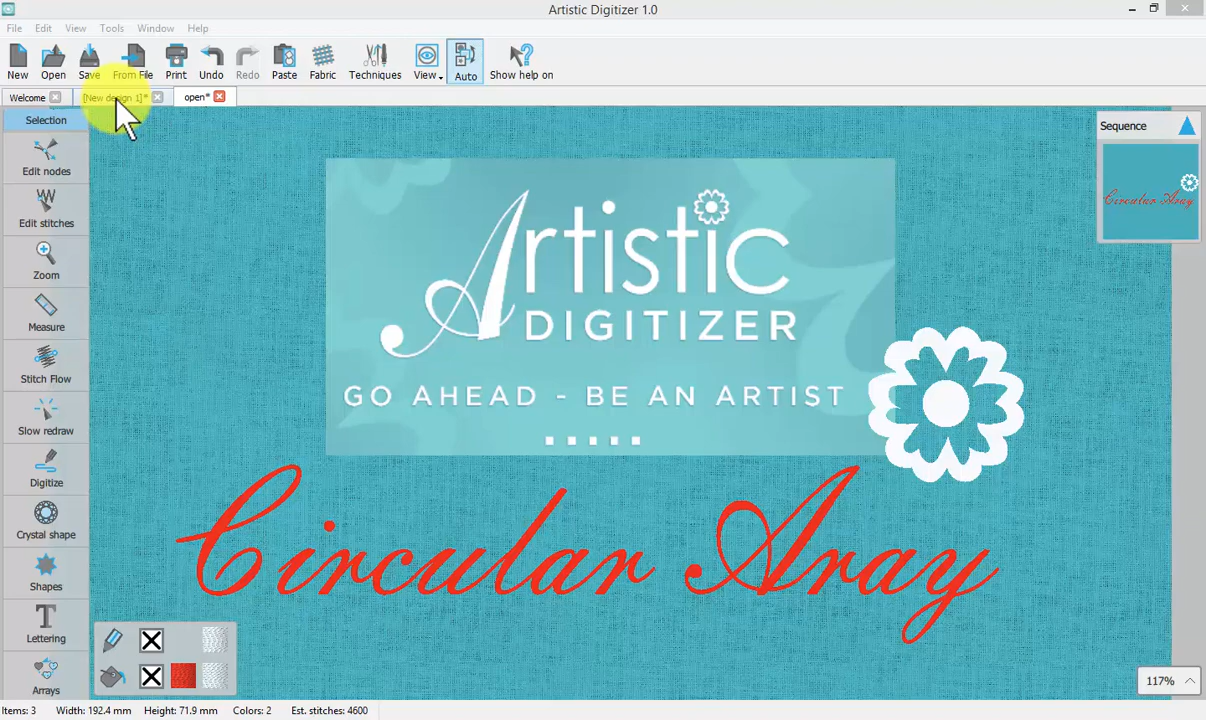 Artistic Digitizer 1.0
File Edit View Tools Window Help
New Open Save From File Print Undo Redo Paste Fabric Techniques View Auto Show help on
Welcome [New design 1]* open*
Selection
Edit nodes
Edit stitches
Zoom
Measure
Stitch Flow
Slow redraw
Digitize
Crystal shape
Shapes
Lettering
Arrays
Sequence
Circular Aray
Artistic
DIGITIZER
GO AHEAD - BE AN ARTIST
Circular Aray
117%
Items: 3 Width: 192.4 mm Height: 71.9 mm Colors: 2 Est. stitches: 4600